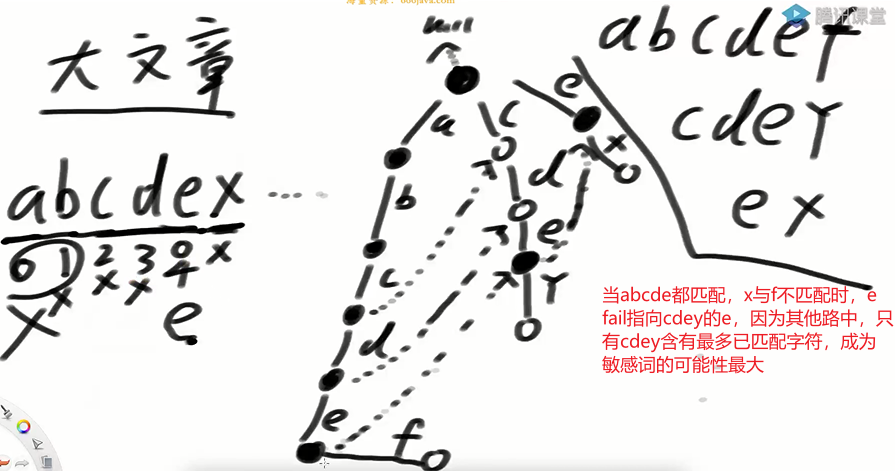 海量资源:666java.com
腾讯课堂
大文章
abcdex
0 1 2 3 4
x x x x x
e
null
a
b
c
d
e
f
c
d
e
y
e
x
abcdef
cdey
ex
当abcde都匹配，x与f不匹配时，e
fail指向cdey的e，因为其他路中，只
有cdey含有最多已匹配字符，成为
敏感词的可能性最大